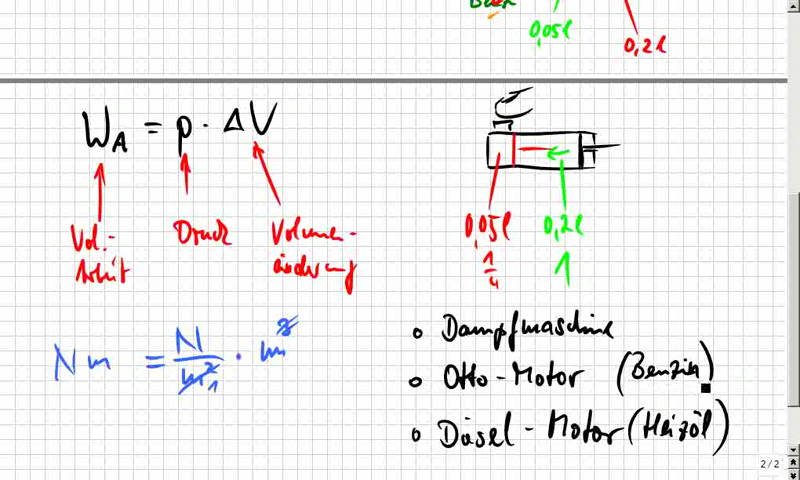 0,05l
0,2l
W_A = p · ΔV
Vol.-
Arbeit
Druck
Volumen-
änderung
0,05l
0,2l
1/4
1
Nm = N/m² · m³
1
o Dampfmaschine
o Otto-Motor (Benzin)
o Diesel-Motor (Heizöl)
2/2